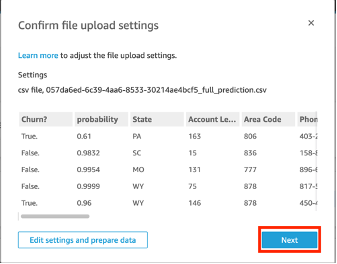 Confirm file upload settings
Learn more to adjust the file upload settings.
Settings
csv file, 057da6ed-6c39-4aa6-8533-30214ae4bcf5_full_prediction.csv
Churn? probability State Account Le... Area Code Phon
True. 0.61 PA 163 806 403-2
False. 0.9832 SC 15 836 158-8
False. 0.9954 MO 131 777 896-6
False. 0.9999 WY 75 878 817-5
True. 0.96 WY 146 878 450-4
Edit settings and prepare data Next